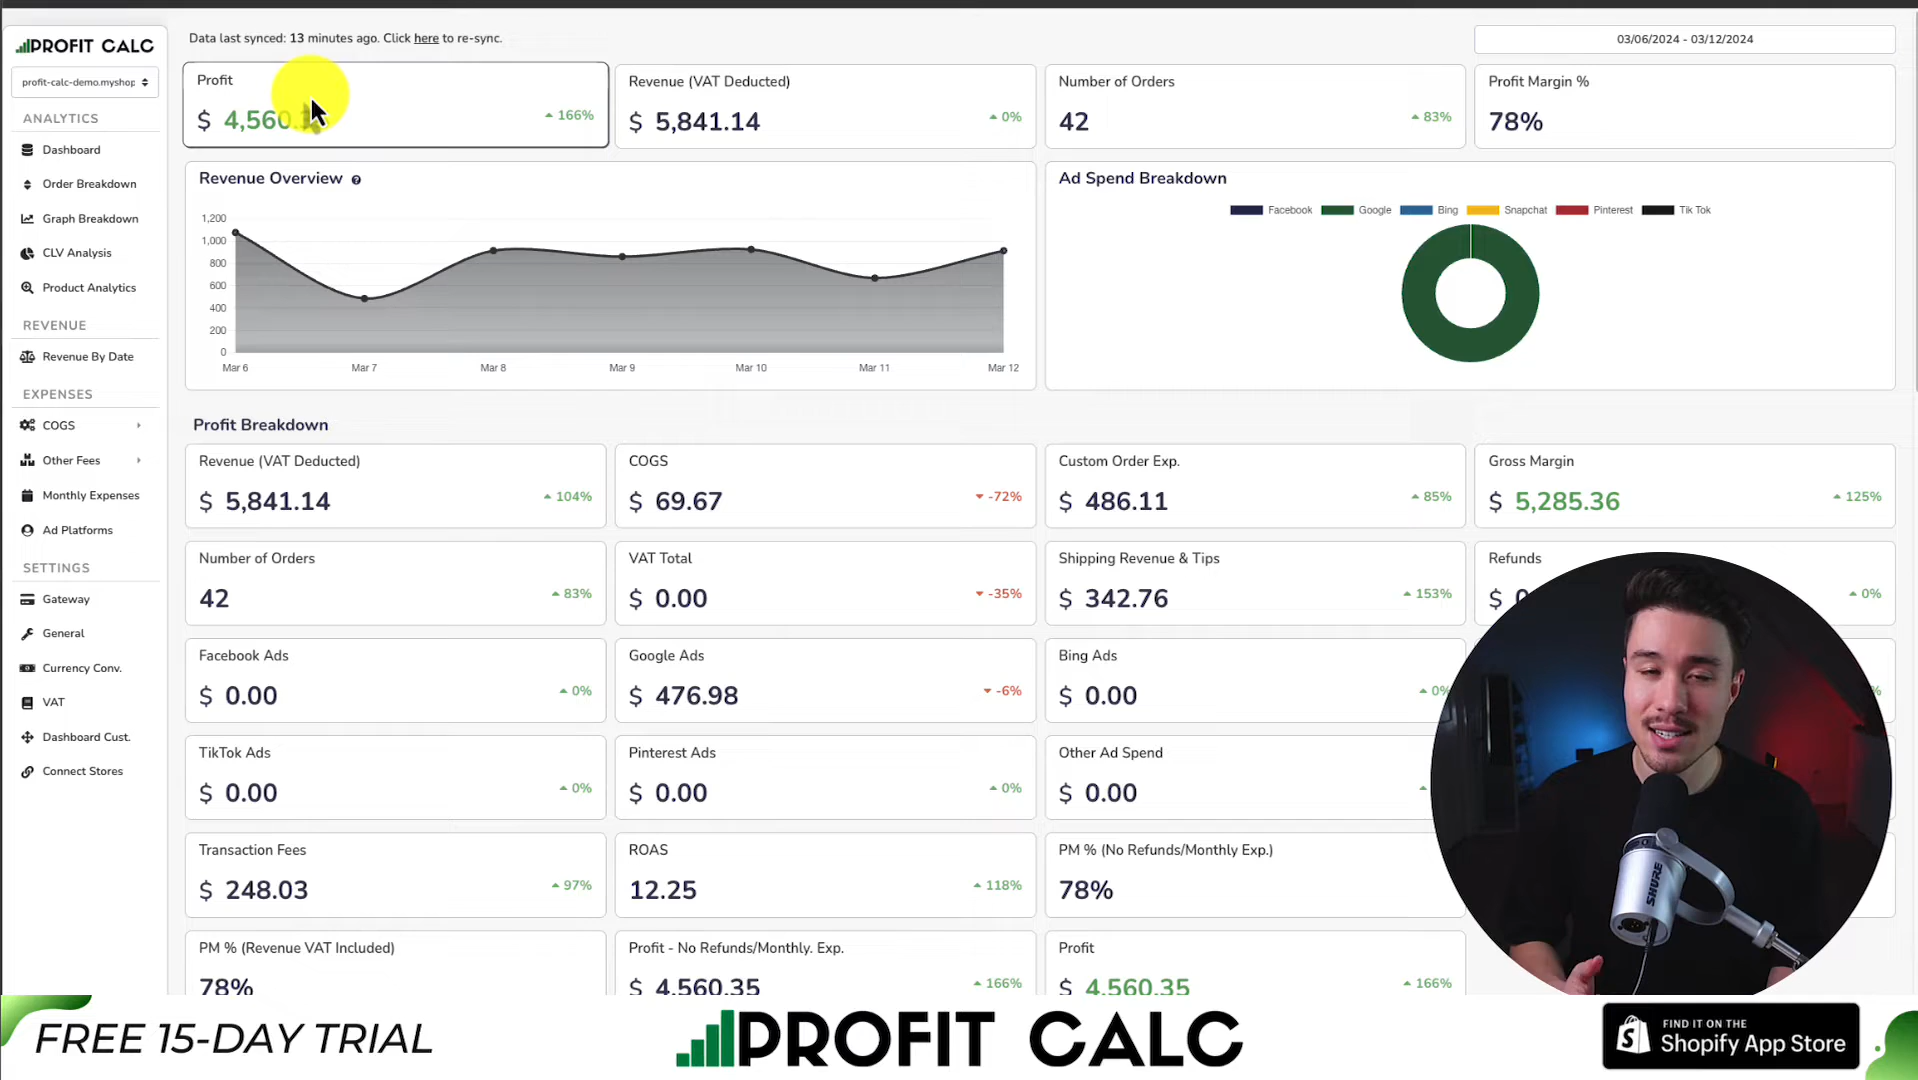 PROFIT CALC
profit-calc-demo.myshop
ANALYTICS
Dashboard
Order Breakdown
Graph Breakdown
CLV Analysis
Product Analytics
REVENUE
Revenue By Date
EXPENSES
COGS
Other Fees
Monthly Expenses
Ad Platforms
SETTINGS
Gateway
General
Currency Conv.
VAT
Dashboard Cust.
Connect Stores
Data last synced: 13 minutes ago. Click here to re-sync.
03/06/2024 - 03/12/2024
Profit
$ 4,560. 166%
Revenue (VAT Deducted)
$ 5,841.14 0%
Number of Orders
42 83%
Profit Margin %
78%
Revenue Overview
1,200
1,000
800
600
400
200
0
Mar 6 Mar 7 Mar 8 Mar 9 Mar 10 Mar 11 Mar 12
Ad Spend Breakdown
Facebook Google Bing Snapchat Pinterest Tik Tok
Profit Breakdown
Revenue (VAT Deducted)
$ 5,841.14 104%
COGS
$ 69.67 -72%
Custom Order Exp.
$ 486.11 85%
Gross Margin
$ 5,285.36 125%
Number of Orders
42 83%
VAT Total
$ 0.00 -35%
Shipping Revenue & Tips
$ 342.76 153%
Refunds
$ 0%
Facebook Ads
$ 0.00 0%
Google Ads
$ 476.98 -6%
Bing Ads
$ 0.00 0%
TikTok Ads
$ 0.00 0%
Pinterest Ads
$ 0.00 0%
Other Ad Spend
$ 0.00
Transaction Fees
$ 248.03 97%
ROAS
12.25 118%
PM % (No Refunds/Monthly Exp.)
78%
PM % (Revenue VAT Included)
78%
Profit - No Refunds/Monthly. Exp.
$ 4,560.35 166%
Profit
$ 4,560.35 166%
SHURE
FREE 15-DAY TRIAL
PROFIT CALC
FIND IT ON THE
Shopify App Store